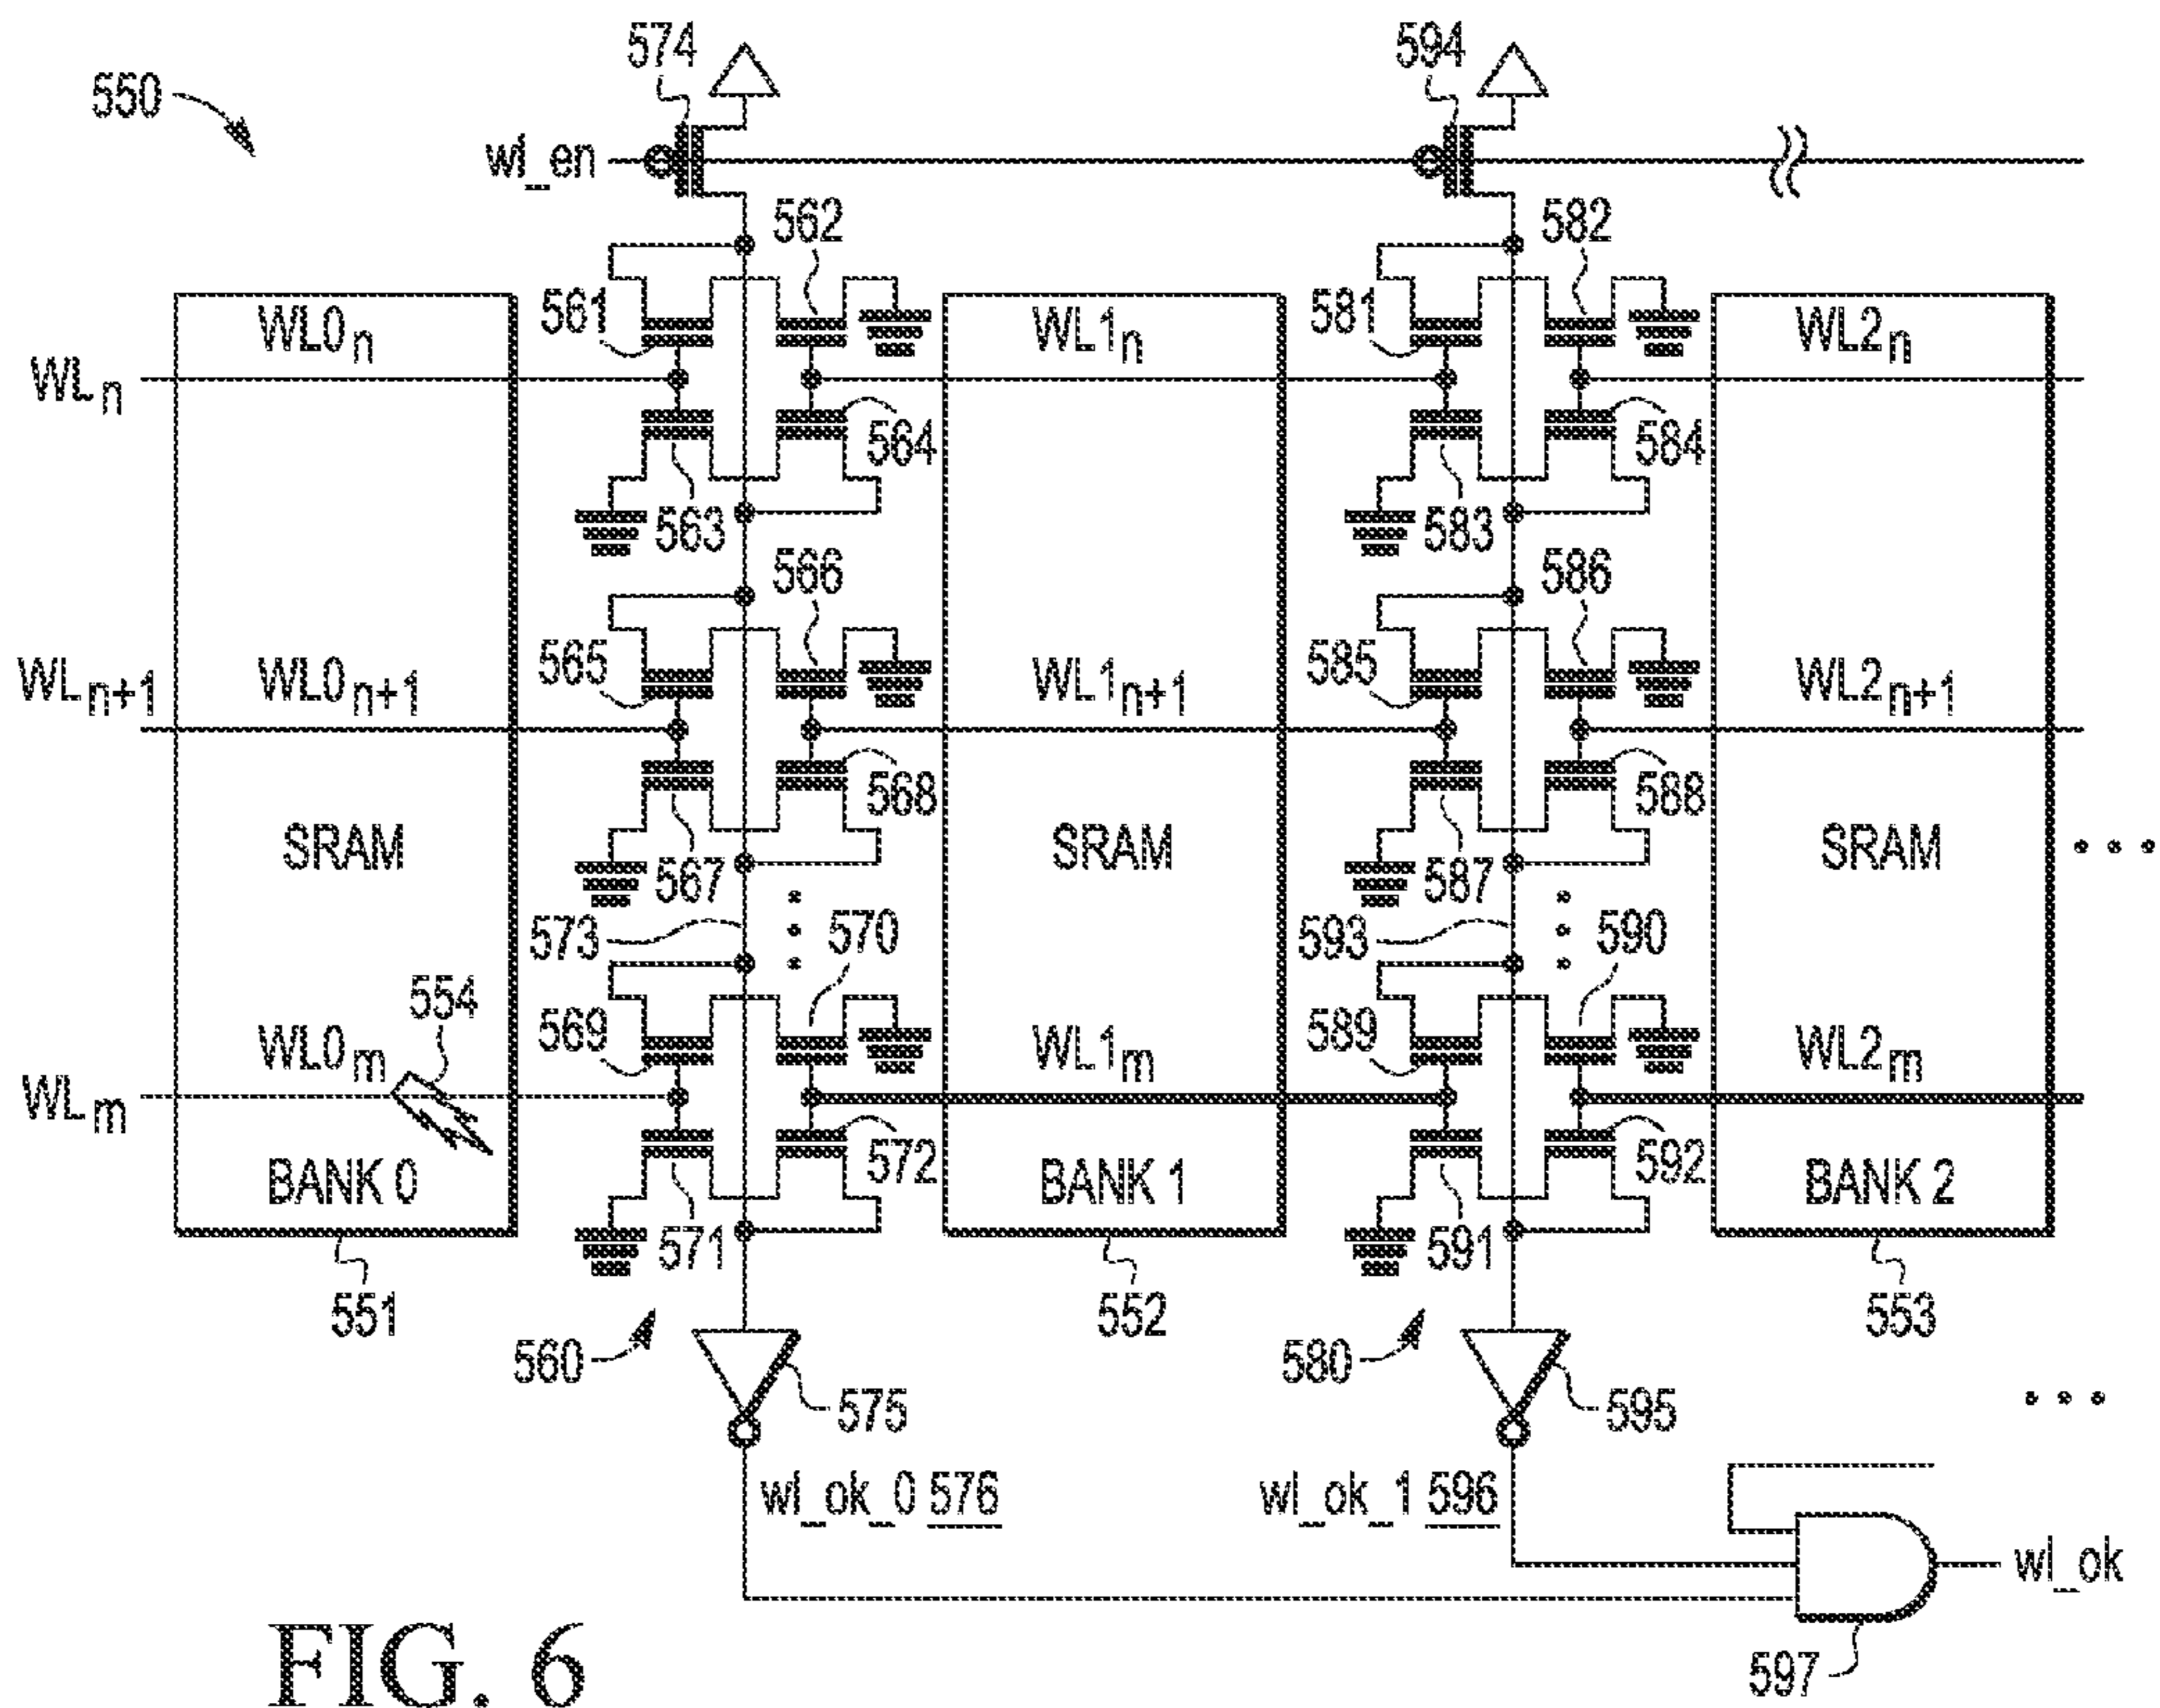 574
594
550
wl_en
562
582
561
581
WL0n
WL1n
WL2n
WLn
564
584
563
583
566
586
565
585
WLn+1
WL0n+1
WL1n+1
WL2n+1
568
588
SRAM
SRAM
SRAM
...
567
587
573
570
593
590
554
569
589
WL0m
WL1m
WL2m
WLm
572
592
BANK 0
BANK 1
BANK 2
571
591
551
552
553
560
580
575
595
...
wl_ok_0 576
wl_ok_1 596
wl_ok
597
FIG. 6